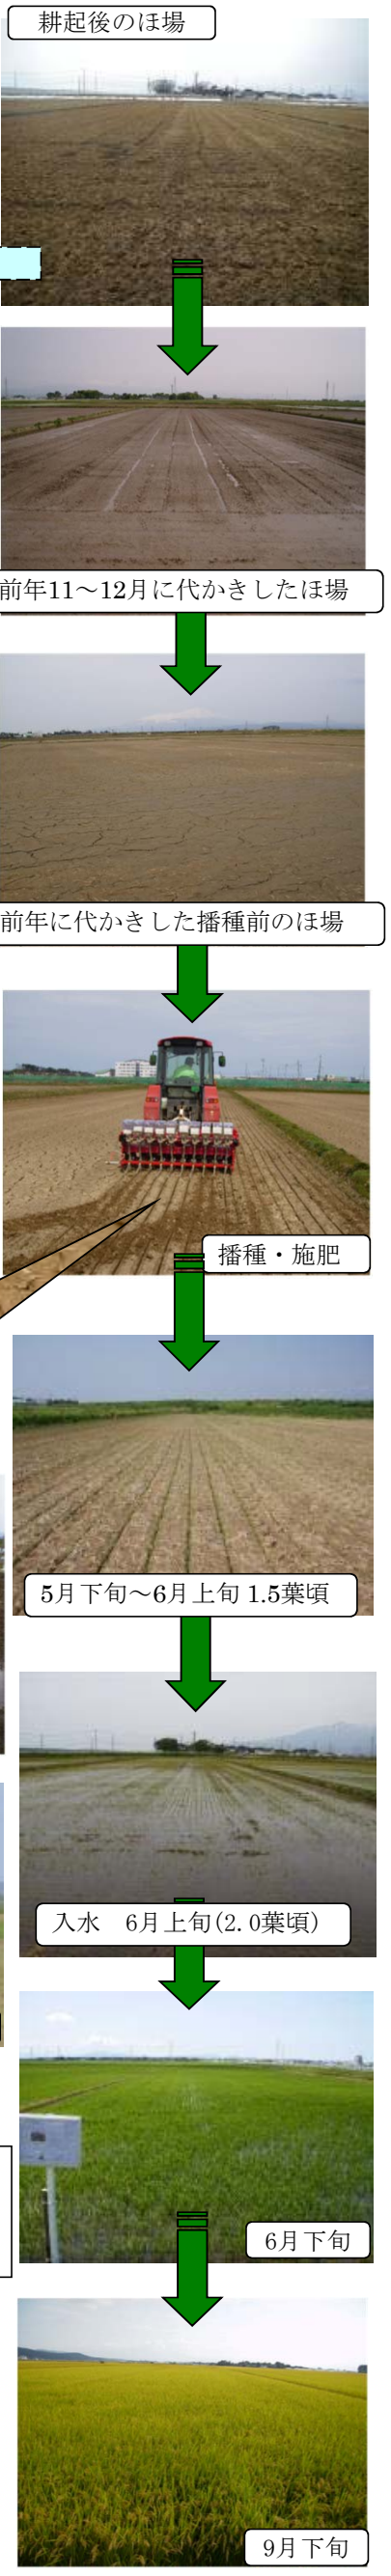 耕起後のほ場
前年11～12月に代かきしたほ場
前年に代かきした播種前のほ場
播種・施肥
5月下旬～6月上旬 1.5葉頃
入水　6月上旬(2.0葉頃)
6月下旬
9月下旬